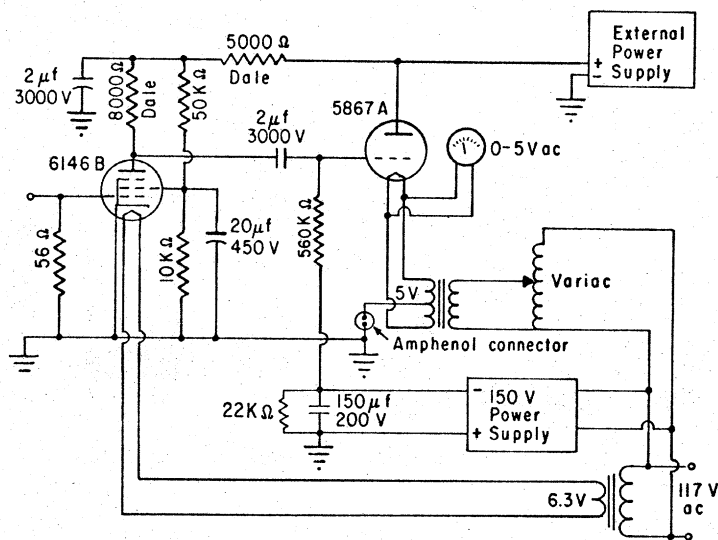 5000 Ω
Dale
External
Power
Supply
+
−
2 μf
3000 V
8000 Ω
Dale
50 K Ω
2 μf
3000 V
5867 A
0-5 V ac
6146 B
20 μf
450 V
560 K Ω
56 Ω
10 K Ω
5 V
Variac
Amphenol connector
22 K Ω
150 μf
200 V
−
+
150 V
Power
Supply
6.3 V
117 V
ac